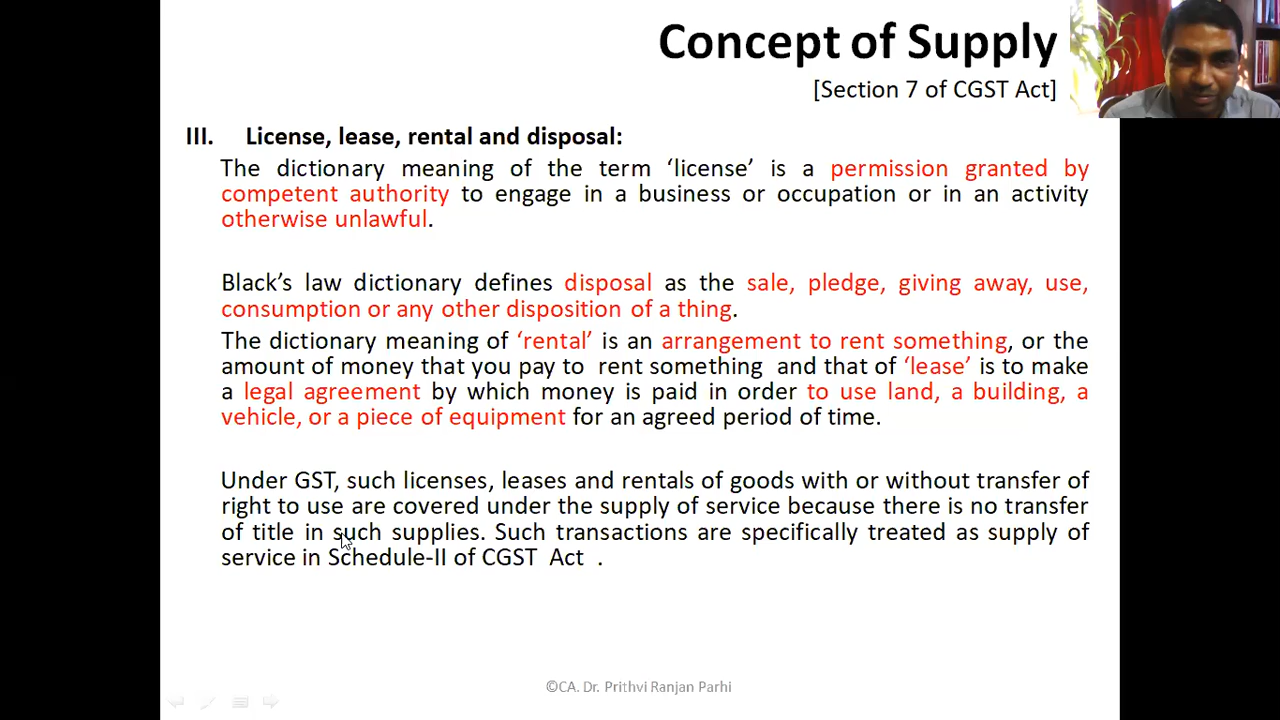 Concept of Supply
[Section 7 of CGST Act]
III. License, lease, rental and disposal:
The dictionary meaning of the term ‘license’ is a permission granted by
competent authority to engage in a business or occupation or in an activity
otherwise unlawful.
Black’s law dictionary defines disposal as the sale, pledge, giving away, use,
consumption or any other disposition of a thing.
The dictionary meaning of ‘rental’ is an arrangement to rent something, or the
amount of money that you pay to rent something and that of ‘lease’ is to make
a legal agreement by which money is paid in order to use land, a building, a
vehicle, or a piece of equipment for an agreed period of time.
Under GST, such licenses, leases and rentals of goods with or without transfer of
right to use are covered under the supply of service because there is no transfer
of title in such supplies. Such transactions are specifically treated as supply of
service in Schedule-II of CGST Act .
©CA. Dr. Prithvi Ranjan Parhi